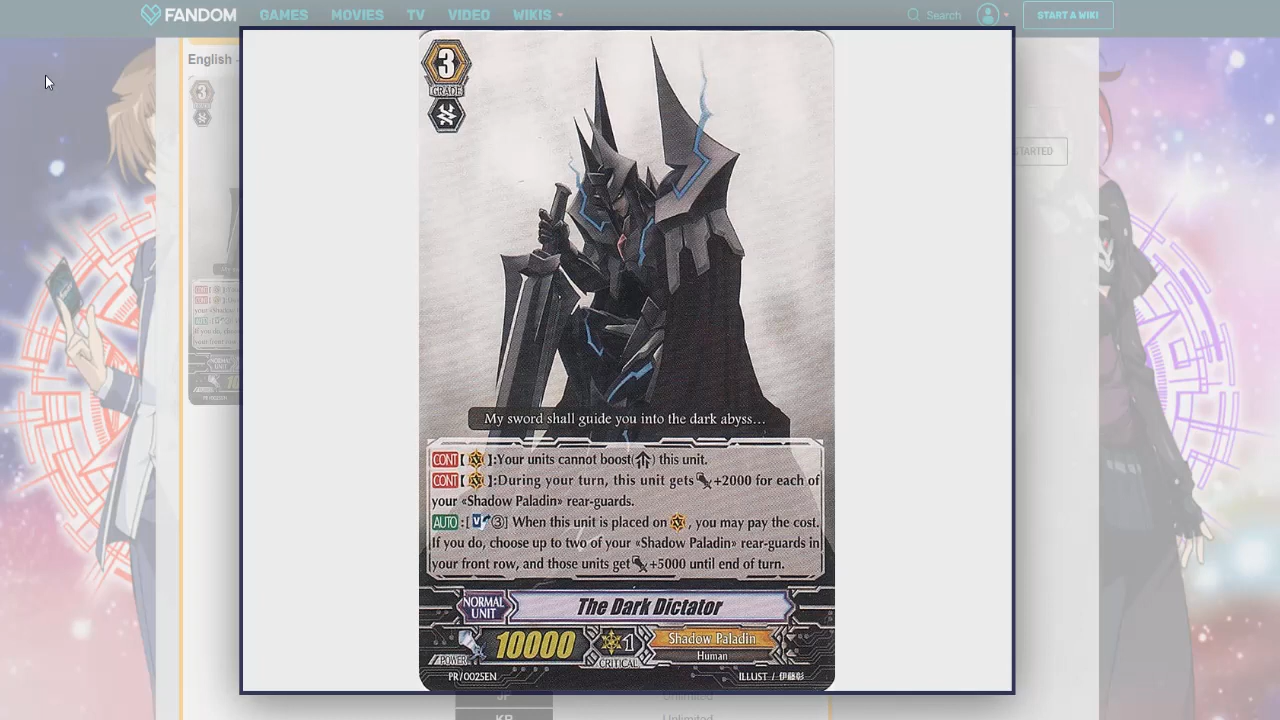 FANDOM GAMES MOVIES TV VIDEO WIKIS Search START A WIKI
English -
3
GRADE
STARTED
My sword shall guide you into the dark abyss...
CONT[ ]:Your units cannot boost( ) this unit.
CONT[ ]:During your turn, this unit gets +2000 for each of
your «Shadow Paladin» rear-guards.
AUTO:[V ③] When this unit is placed on , you may pay the cost.
If you do, choose up to two of your «Shadow Paladin» rear-guards in
your front row, and those units get +5000 until end of turn.
NORMAL
UNIT
The Dark Dictator
POWER 10000 1
CRITICAL
Shadow Paladin
Human
PR/0025EN ILLUST / 伊藤彰
JP Unlimited
KR Unlimited